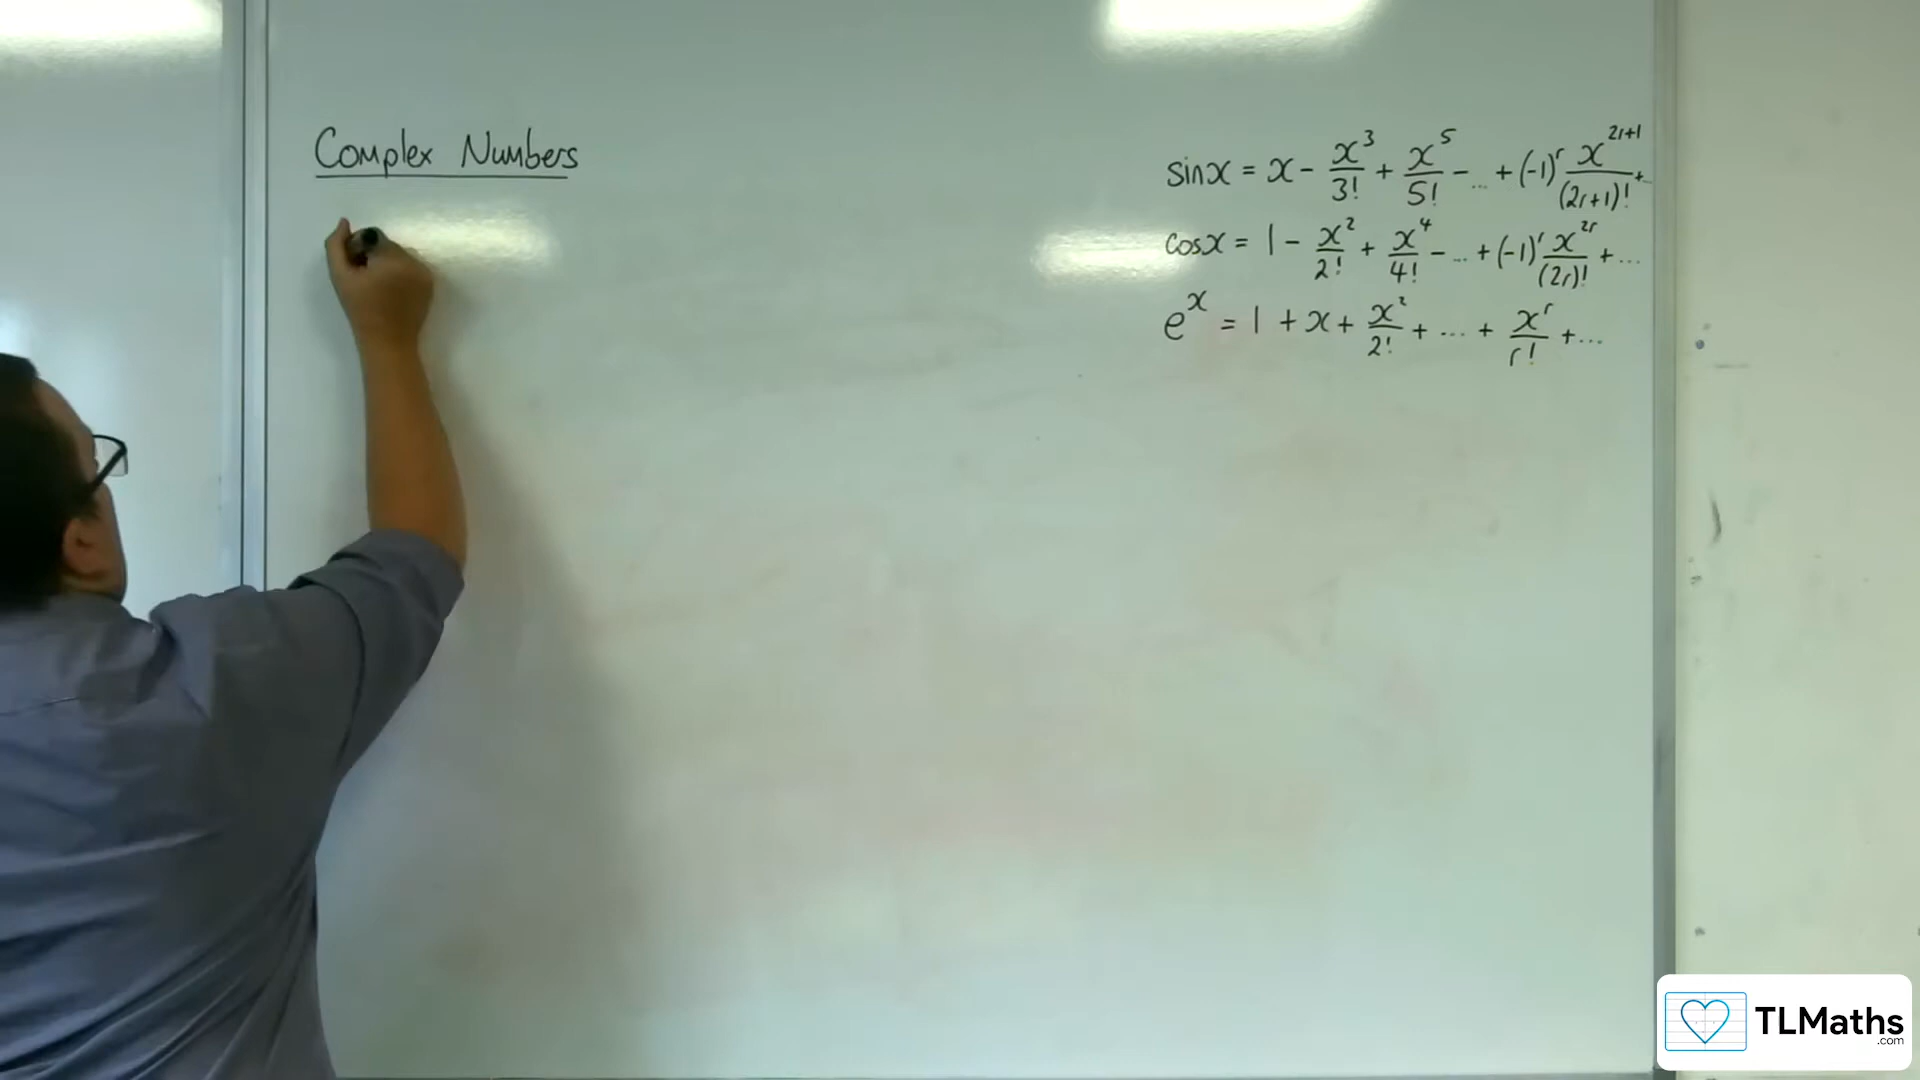 Complex Numbers
sinx = x - x³/3! + x⁵/5! - ... + (-1)ʳ x²ʳ⁺¹/(2r+1)! + ..
cosx = 1 - x²/2! + x⁴/4! - ... + (-1)ʳ x²ʳ/(2r)! + ...
eˣ = 1 + x + x²/2! + ... + xʳ/r! + ...
TLMaths
.com